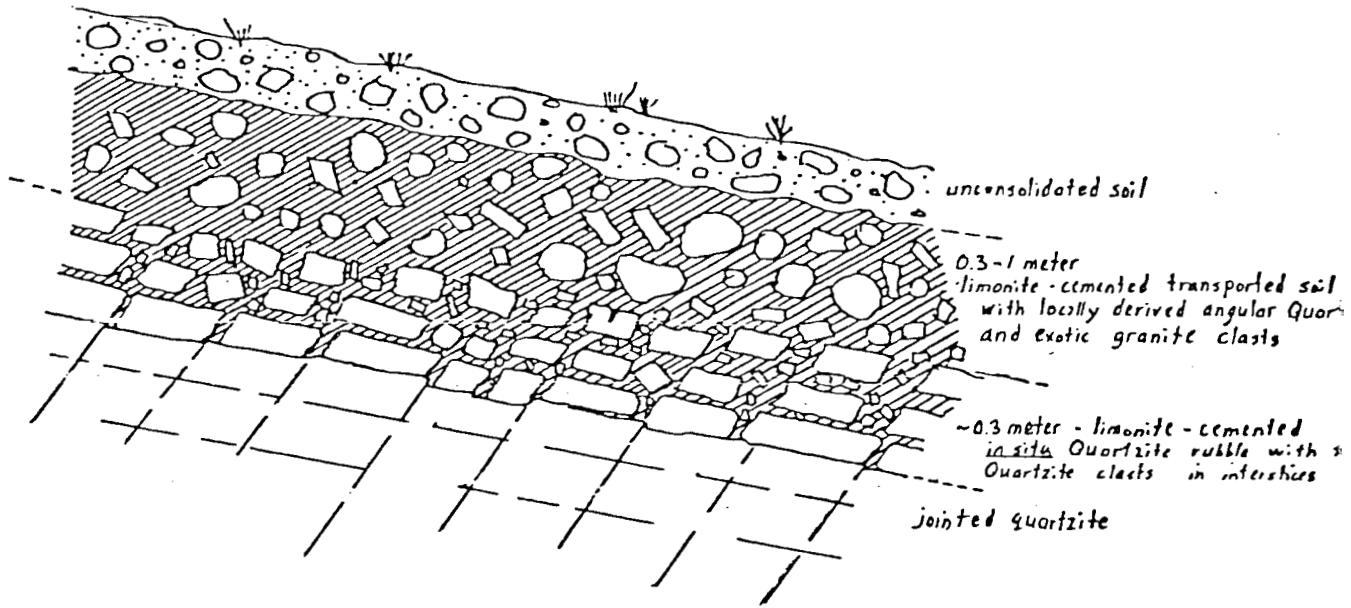 unconsolidated soil
0.3-1 meter
limonite-cemented transported soil
with locally derived angular Quar
and exotic granite clasts
~0.3 meter - limonite-cemented
in situ Quartzite rubble with
Quartzite clasts in interstices
jointed quartzite